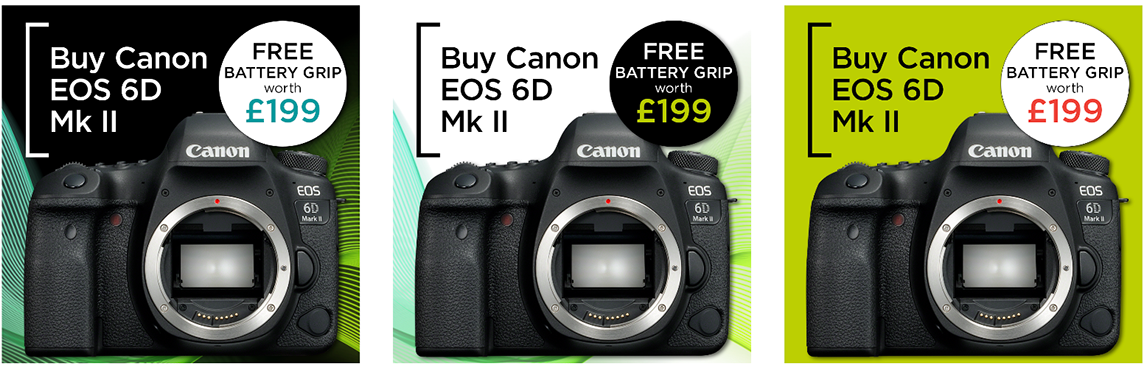 Buy Canon
EOS 6D
Mk II
FREE
BATTERY GRIP
worth
£199
Canon
EOS
6D
Mark II
Buy Canon
EOS 6D
Mk II
FREE
BATTERY GRIP
worth
£199
Canon
EOS
6D
Mark II
Buy Canon
EOS 6D
Mk II
FREE
BATTERY GRIP
worth
£199
Canon
EOS
6D
Mark II